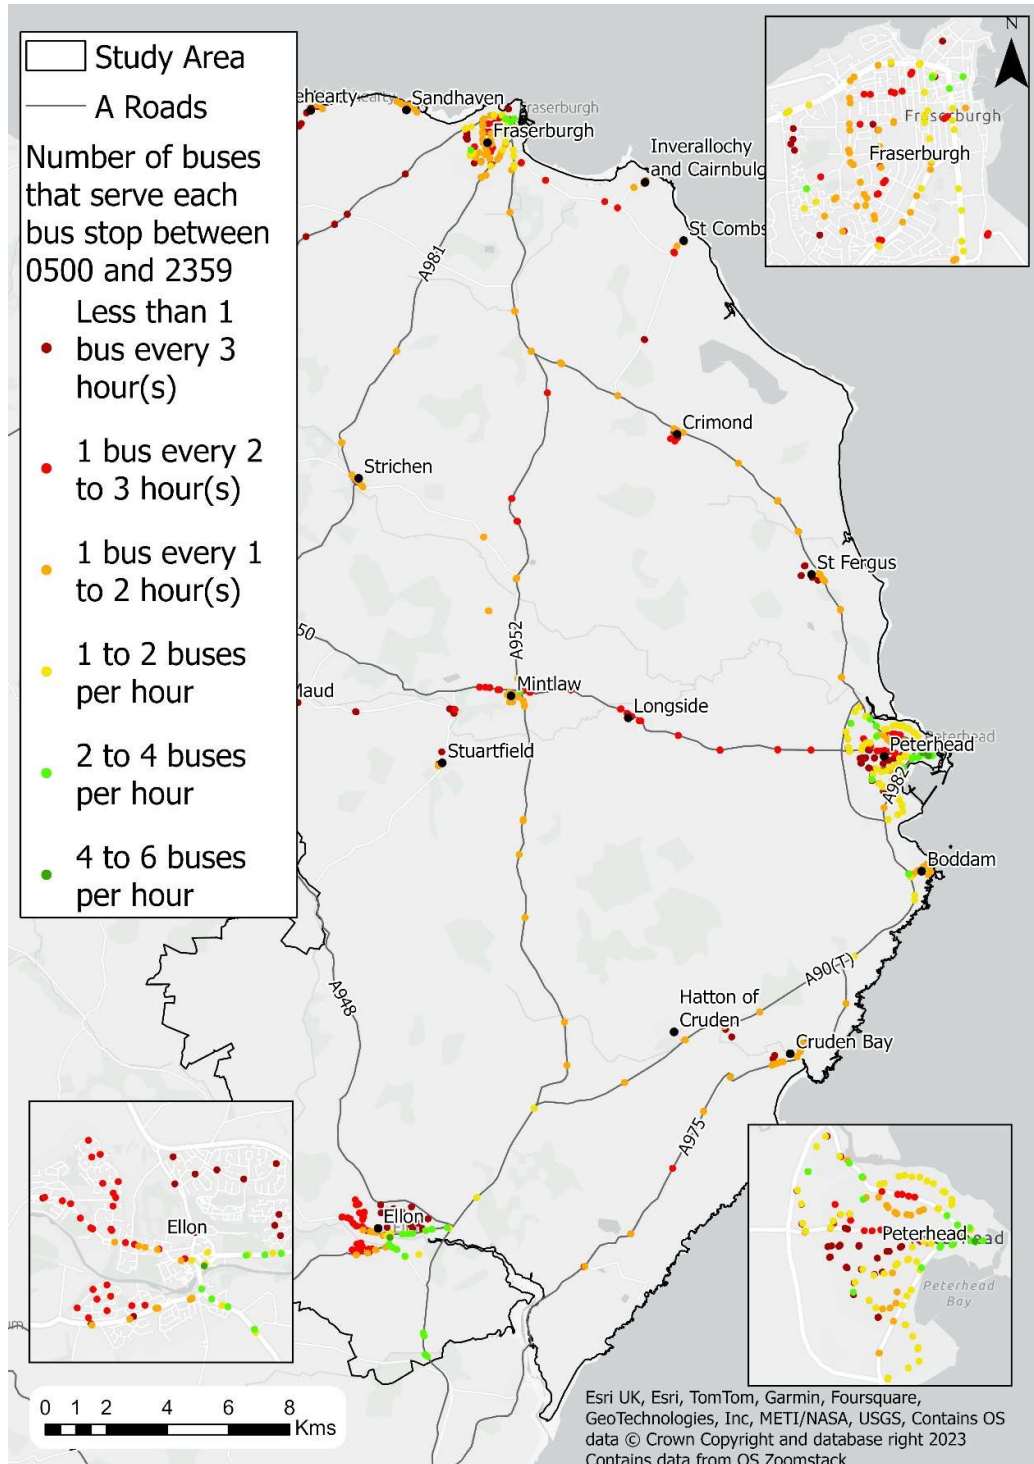 Study Area
A Roads
Number of buses
that serve each
bus stop between
0500 and 2359
Less than 1
bus every 3
hour(s)
1 bus every 2
to 3 hour(s)
1 bus every 1
to 2 hour(s)
1 to 2 buses
per hour
2 to 4 buses
per hour
4 to 6 buses
per hour
ehearty
Sandhaven
Fraserburgh
Fraserburgh
Inverallochy
and Cairnbulg
St Combs
A981
Crimond
Strichen
St Fergus
50
A952
Mintlaw
Maud
Longside
Stuartfield
Peterhead
Peterhead
A982
Boddam
A90(T)
A948
Hatton of
Cruden
Cruden Bay
A975
Ellon
N
Fraserburgh
Fraserburgh
Ellon
Peterhead
Peterhead
Bay
0 1 2 4 6 8
Kms
Esri UK, Esri, TomTom, Garmin, Foursquare,
GeoTechnologies, Inc, METI/NASA, USGS, Contains OS
data © Crown Copyright and database right 2023
Contains data from OS Zoomstack